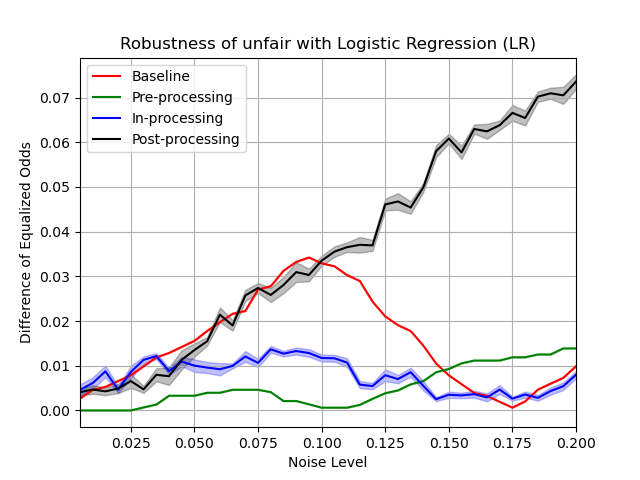 Robustness of unfair with Logistic Regression (LR)
Baseline
Pre-processing
In-processing
Post-processing
Difference of Equalized Odds
0.07
0.06
0.05
0.04
0.03
0.02
0.01
0.00
0.025
0.050
0.075
0.100
0.125
0.150
0.175
0.200
Noise Level